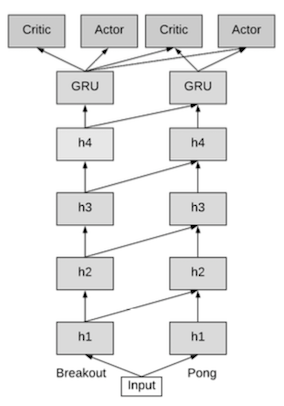 Critic Actor Critic Actor
GRU GRU
h4 h4
h3 h3
h2 h2
h1 h1
Breakout Pong
Input